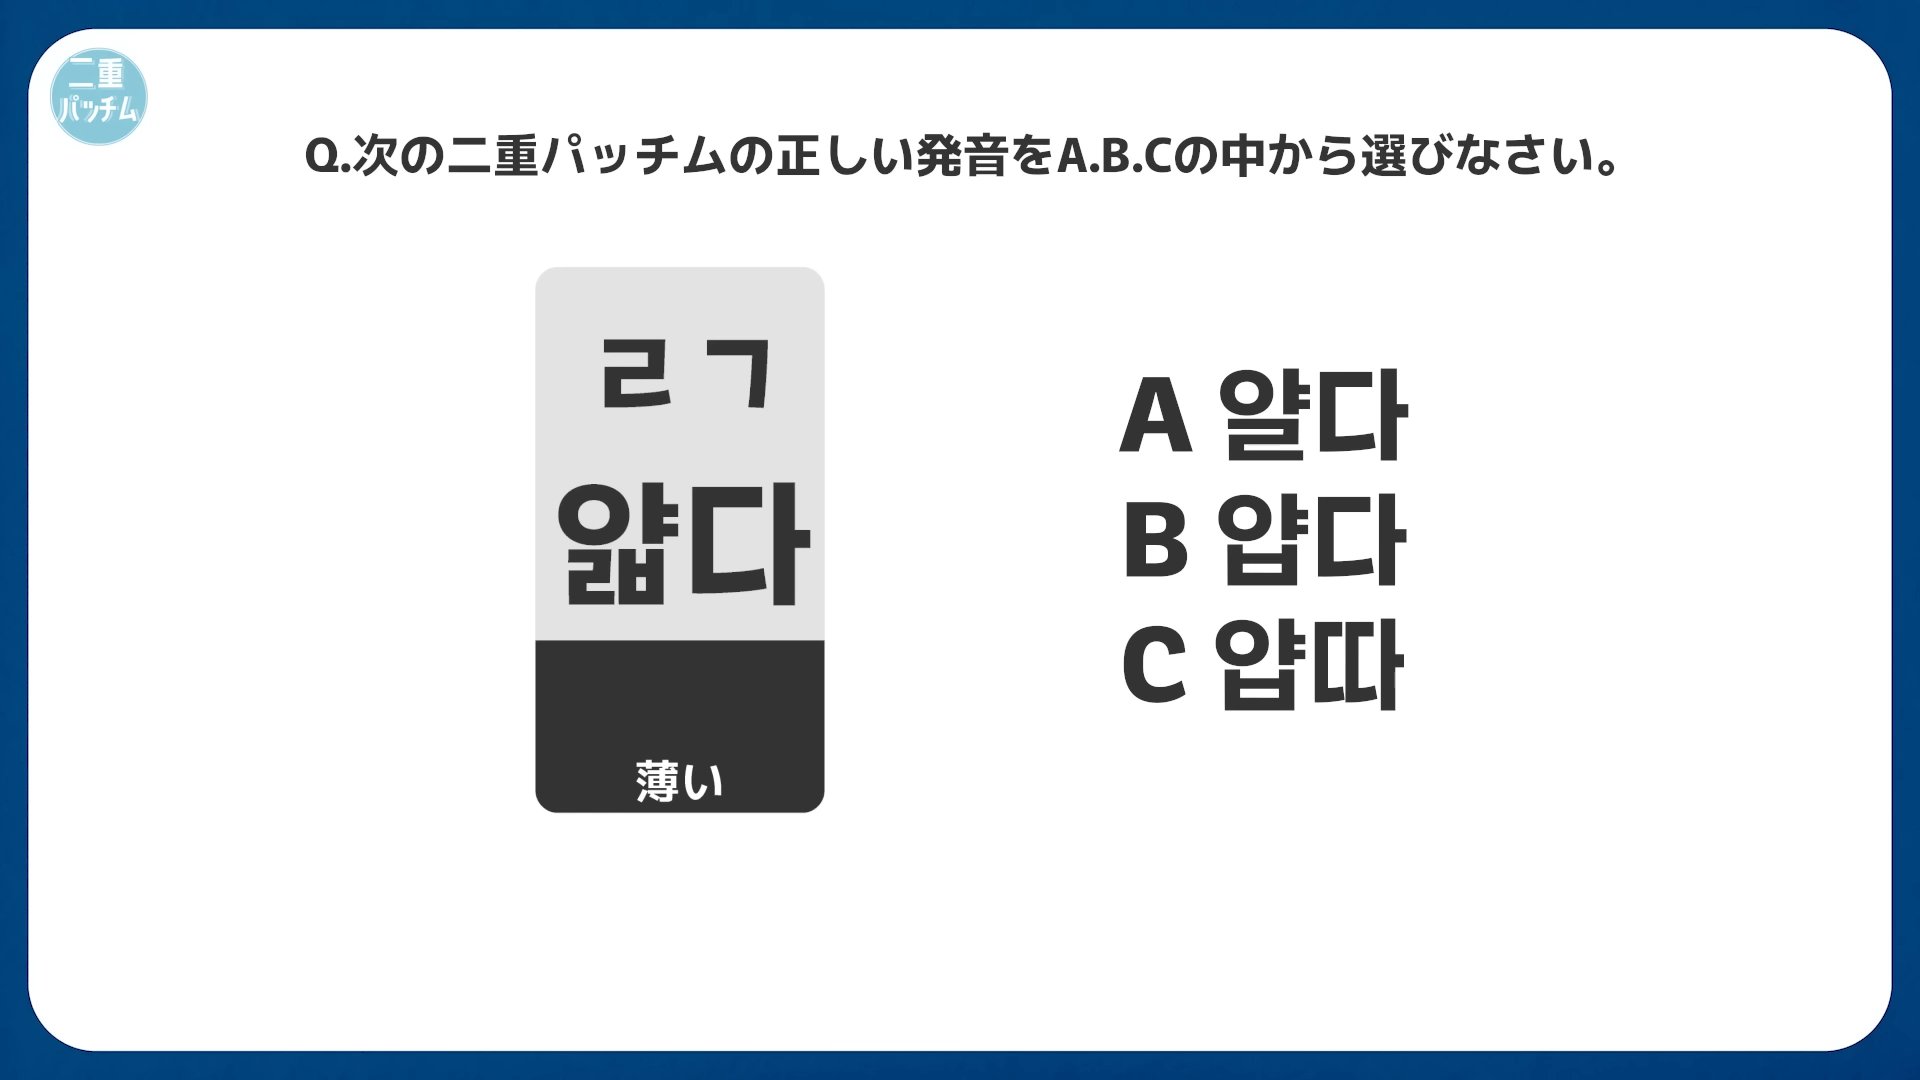 二重
パッチム
Q.次の二重パッチムの正しい発音をA.B.Cの中から選びなさい。
ㄹㄱ
얇다
薄い
A 얄다
B 얍다
C 얍따